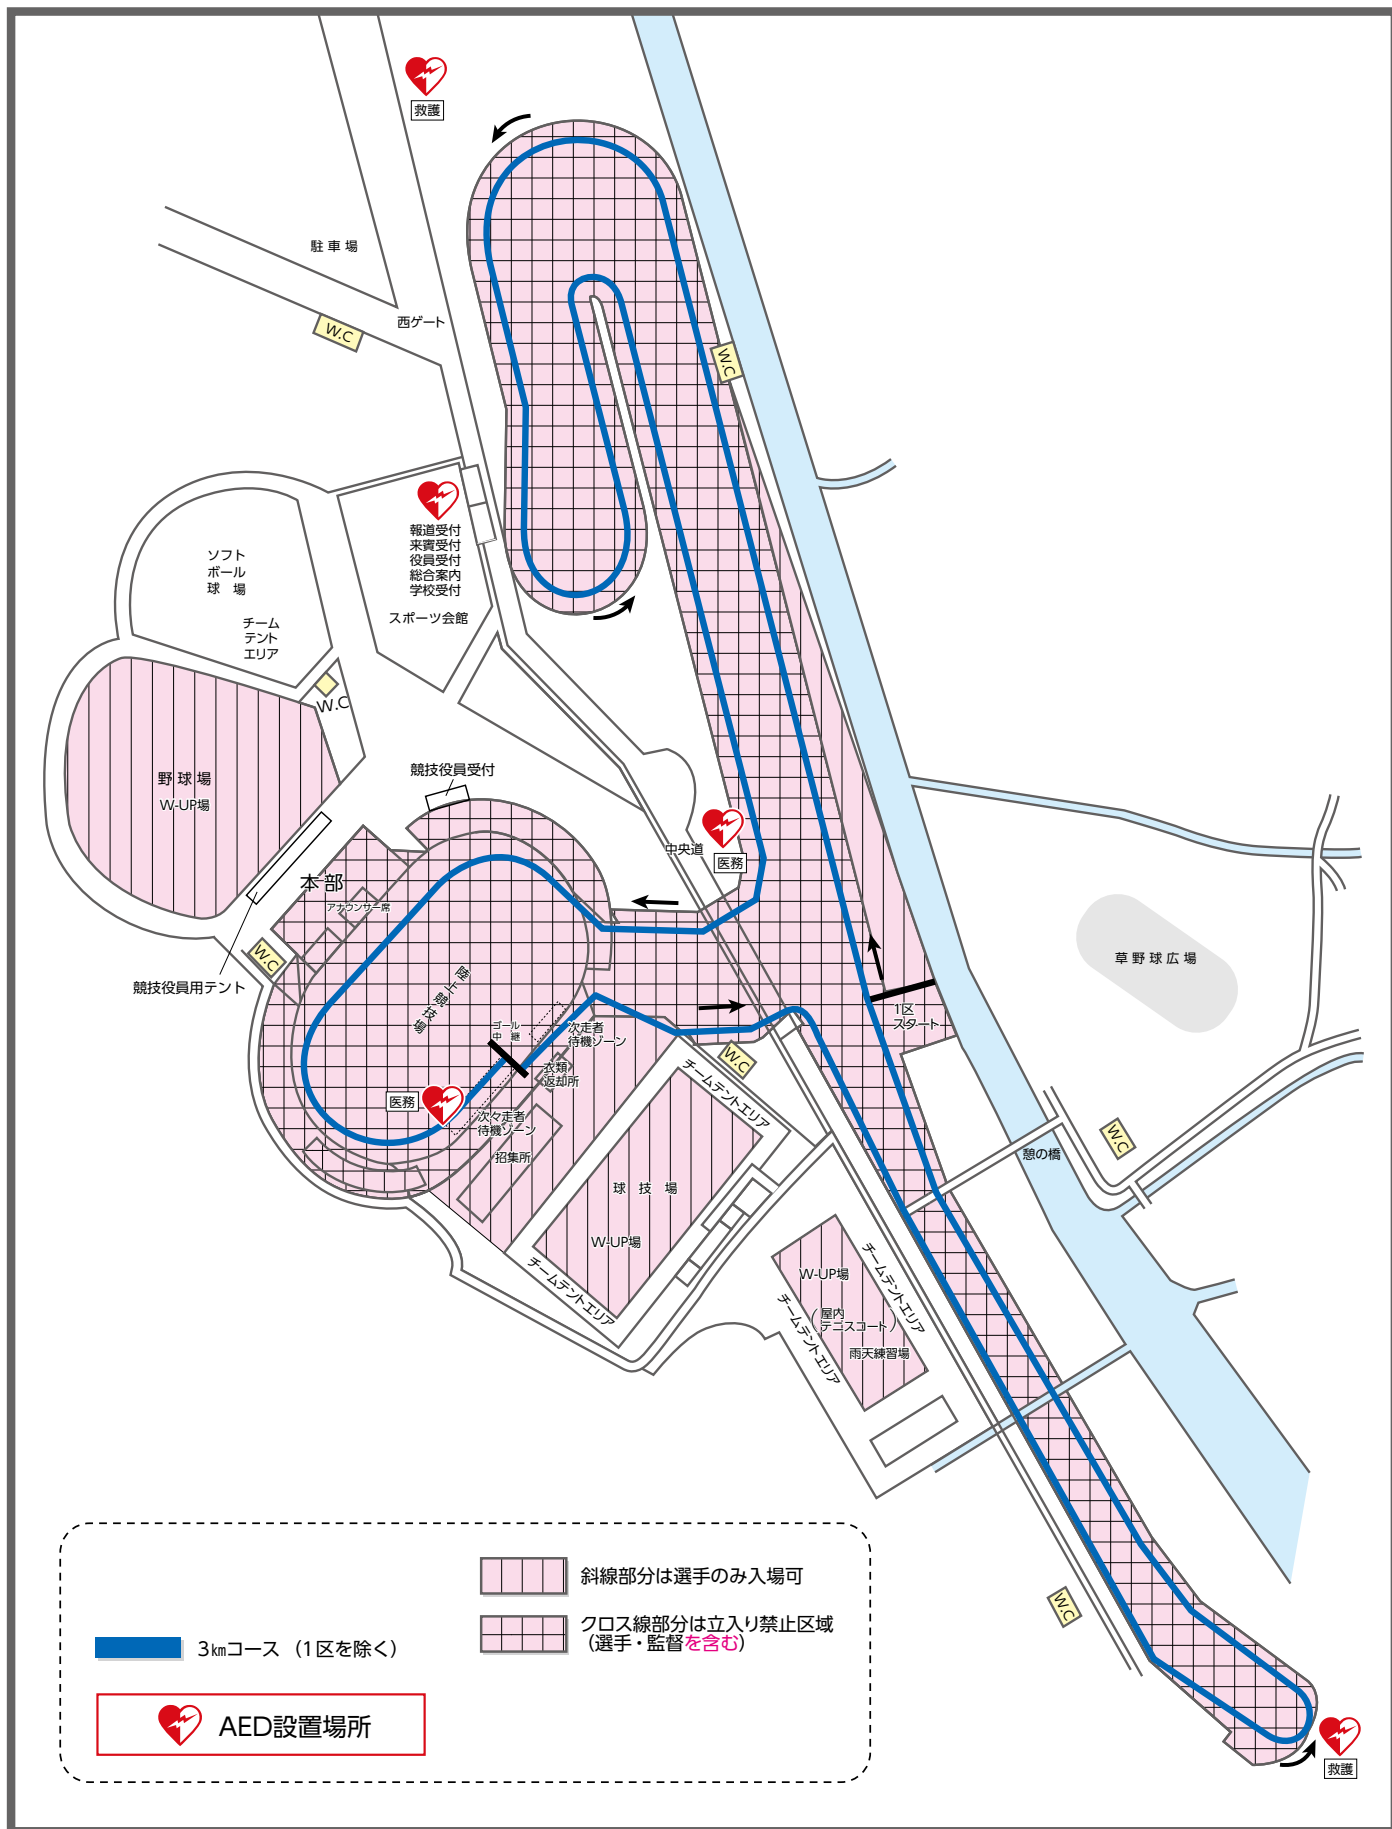 救護
駐車場
W.C
西ゲート
W.C
報道受付
来賓受付
役員受付
総合案内
学校受付
スポーツ会館
ソフト
ボール
球　場
チーム
テント
エリア
W.C
野球場
W-UP場
競技役員受付
中央道
医務
本部
アナウンサー席
W.C
競技役員用テント
陸上競技場
草野球広場
1区
スタート
ゴール
中　継
次走者
待機ゾーン
衣類
返却所
W.C
チームテントエリア
医務
次々走者
待機ゾーン
招集所
球　技　場
W-UP場
チームテントエリア
憩の橋
W.C
W-UP場
（屋内
テニスコート）
雨天練習場
チームテントエリア
チームテントエリア
W.C
救護
斜線部分は選手のみ入場可
クロス線部分は立入り禁止区域
（選手・監督を含む）
3㎞コース （1区を除く）
AED設置場所